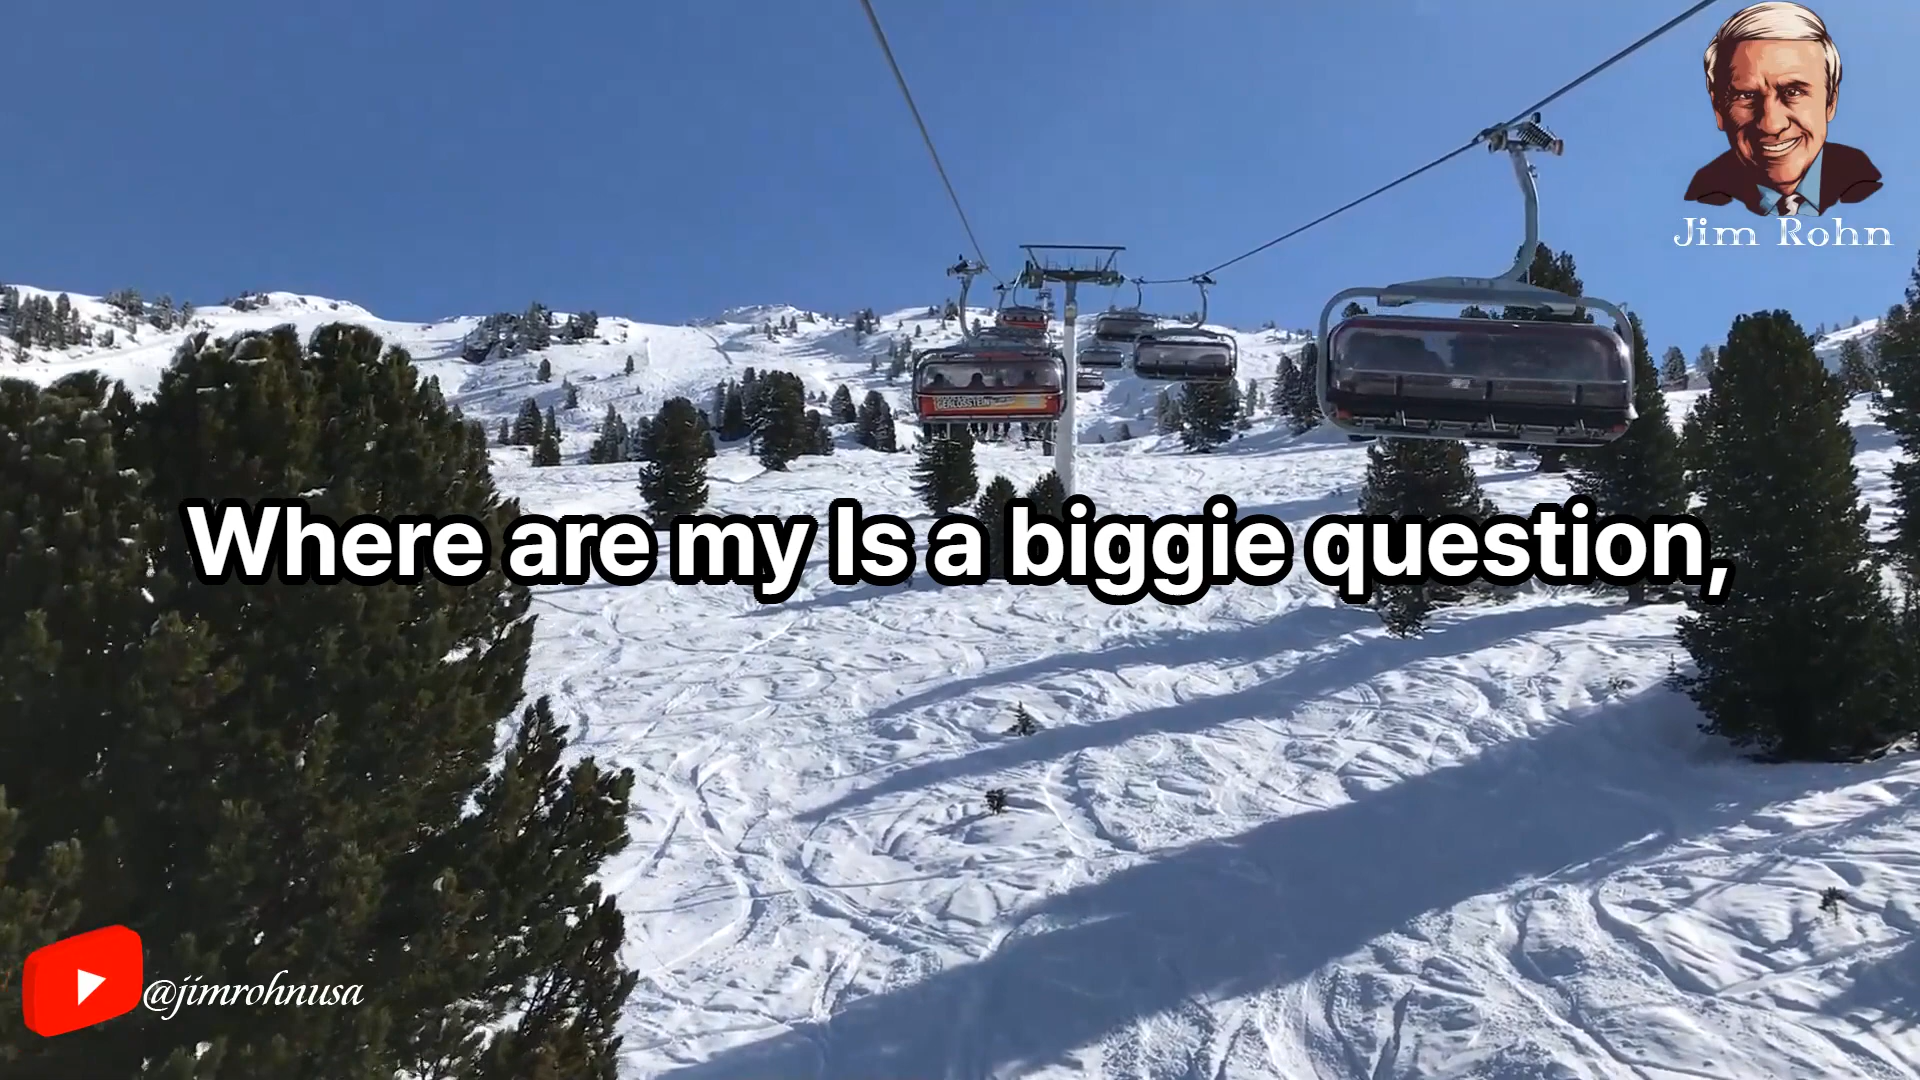 Jim Rohn
Where are my Is a biggie question,
@jimrohnusa